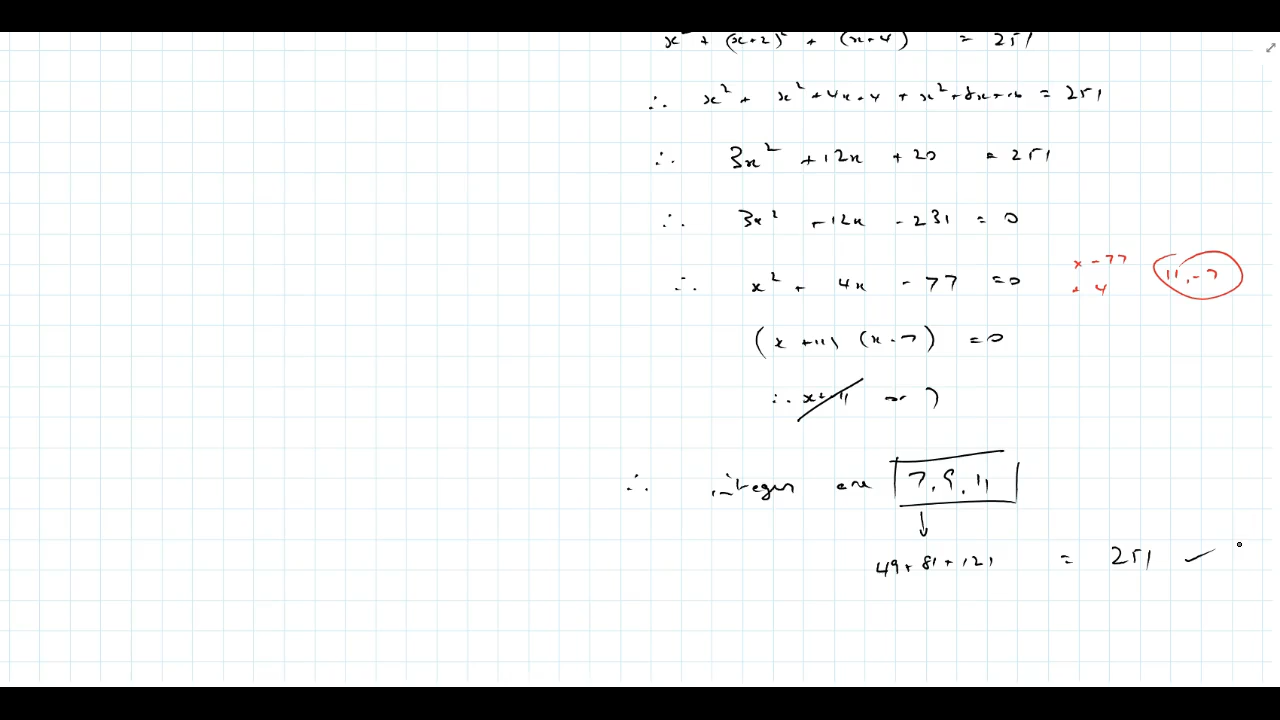 x² + (x+2)² + (x+4) = 251
∴ x² + x² + 4x + 4 + x² + 8x + 16 = 251
∴ 3x² + 12x + 20 = 251
∴ 3x² + 12x - 231 = 0
∴ x² + 4x - 77 = 0
x - 77
+ 4
11, -7
(x + 11) (x - 7) = 0
∴ x = -11 or 7
∴ integers are 7, 9, 11
↓
49 + 81 + 121 = 251 ✓